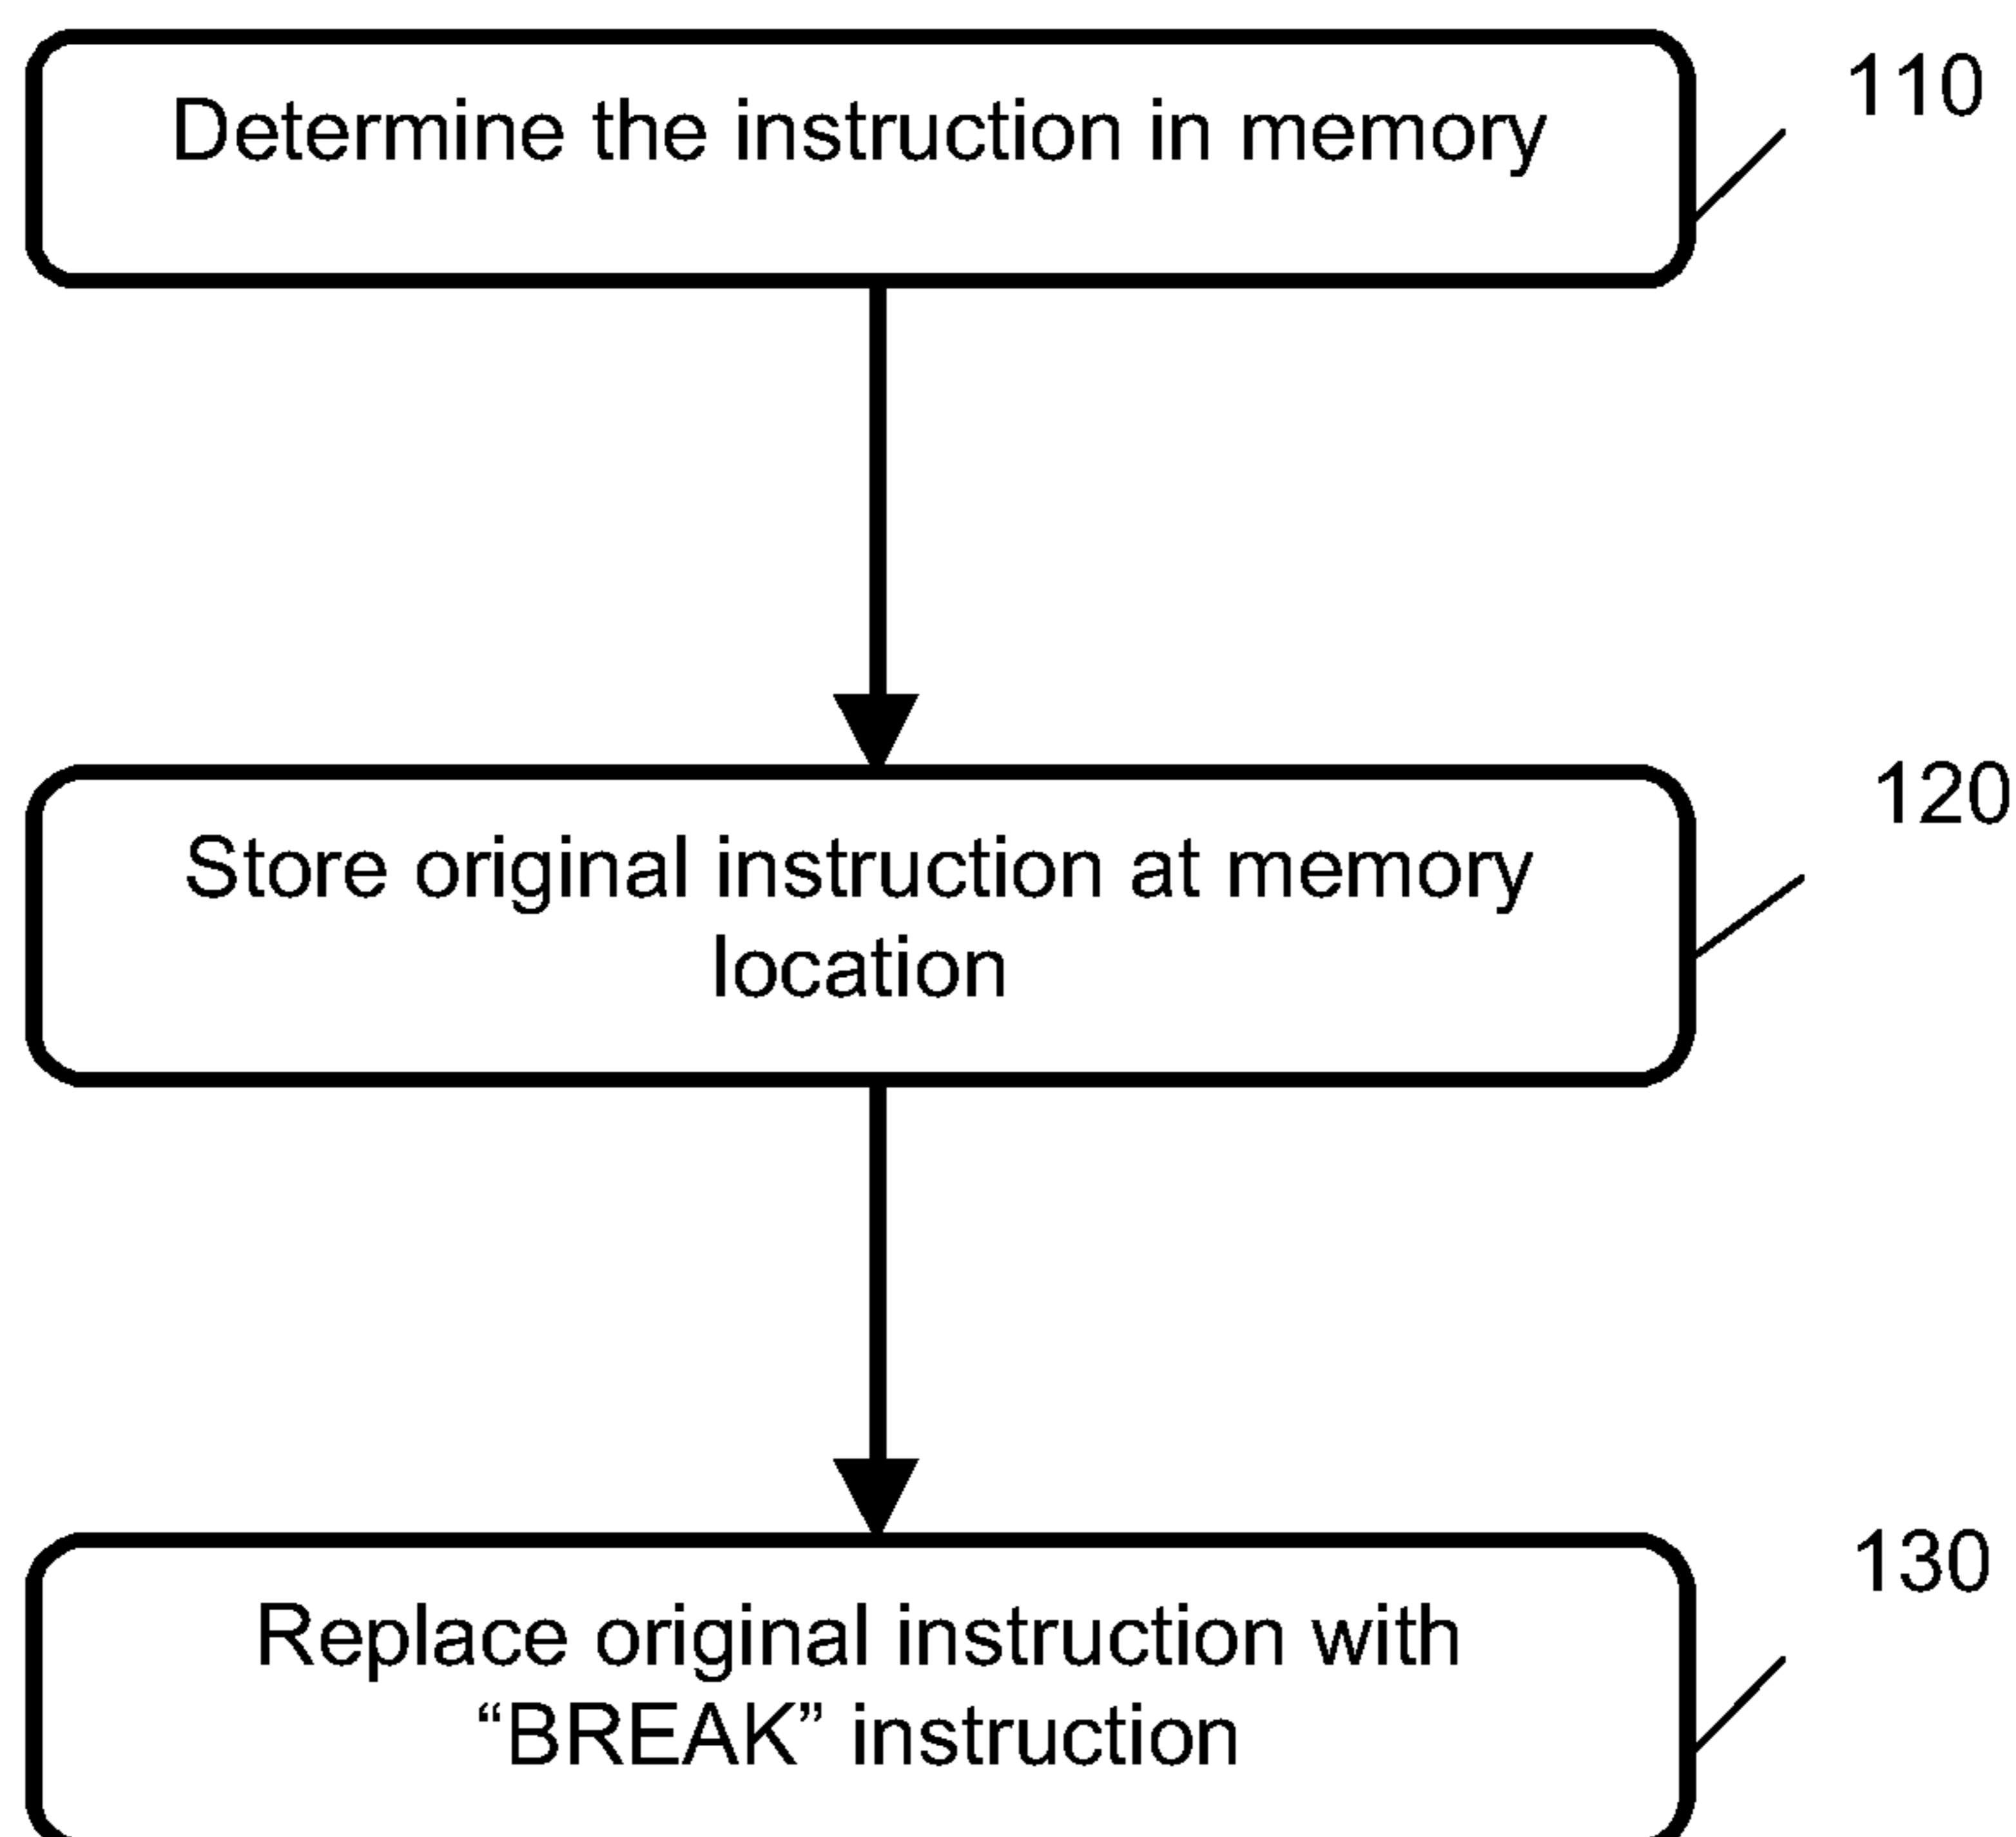 110
Determine the instruction in memory
120
Store original instruction at memory
location
130
Replace original instruction with
“BREAK” instruction